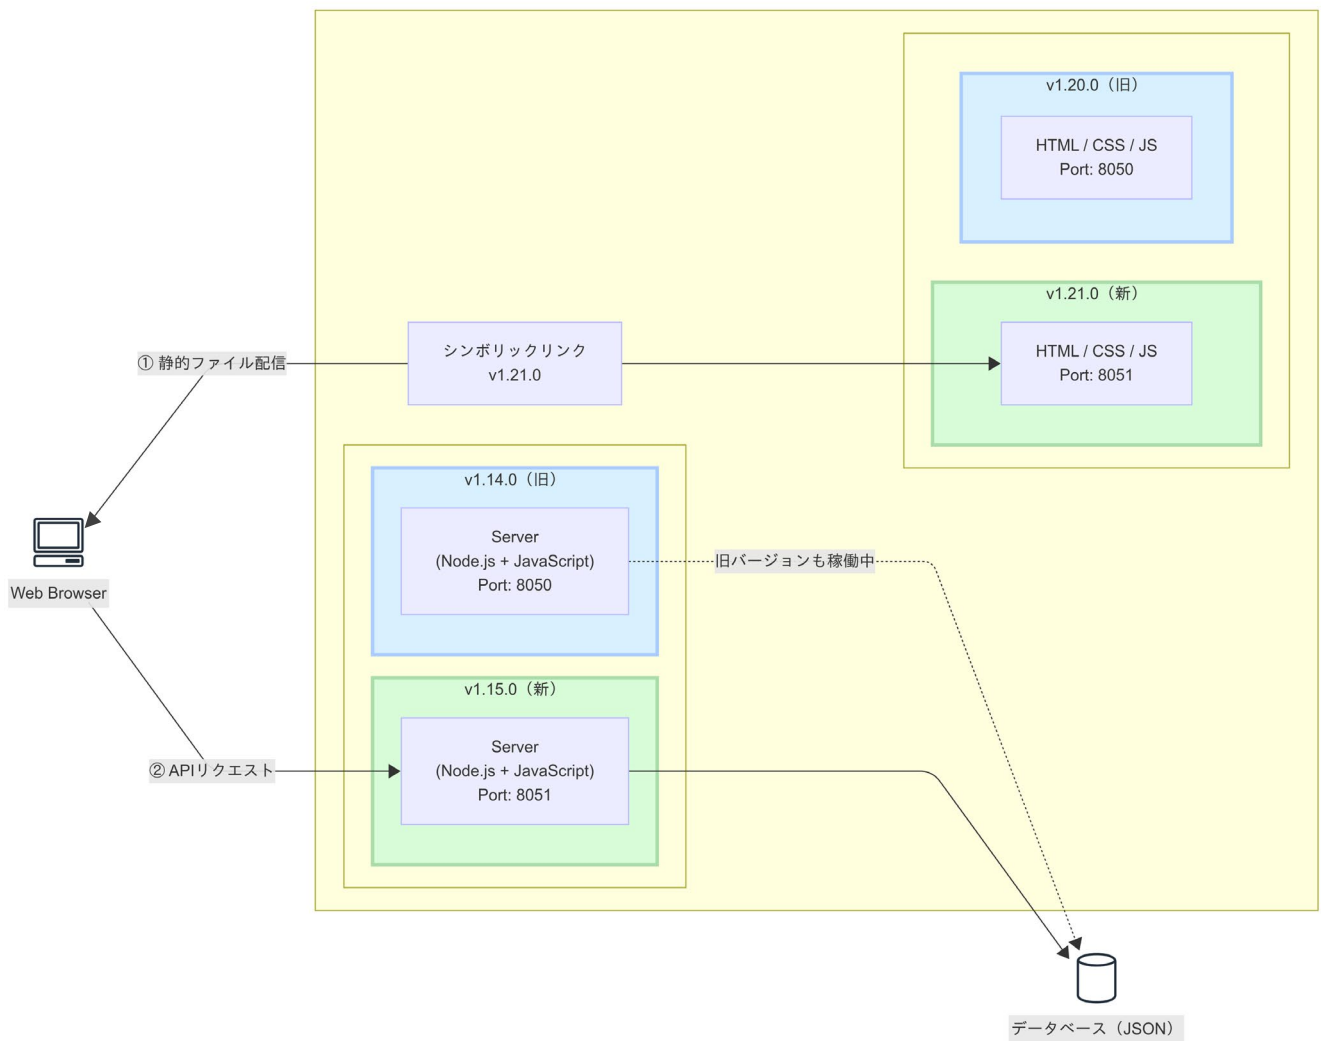 v1.20.0（旧）
HTML / CSS / JS
Port: 8050
v1.21.0（新）
HTML / CSS / JS
Port: 8051
シンボリックリンク
v1.21.0
① 静的ファイル配信
v1.14.0（旧）
Server
(Node.js + JavaScript)
Port: 8050
旧バージョンも稼働中
Web Browser
v1.15.0（新）
Server
(Node.js + JavaScript)
Port: 8051
② APIリクエスト
データベース（JSON）